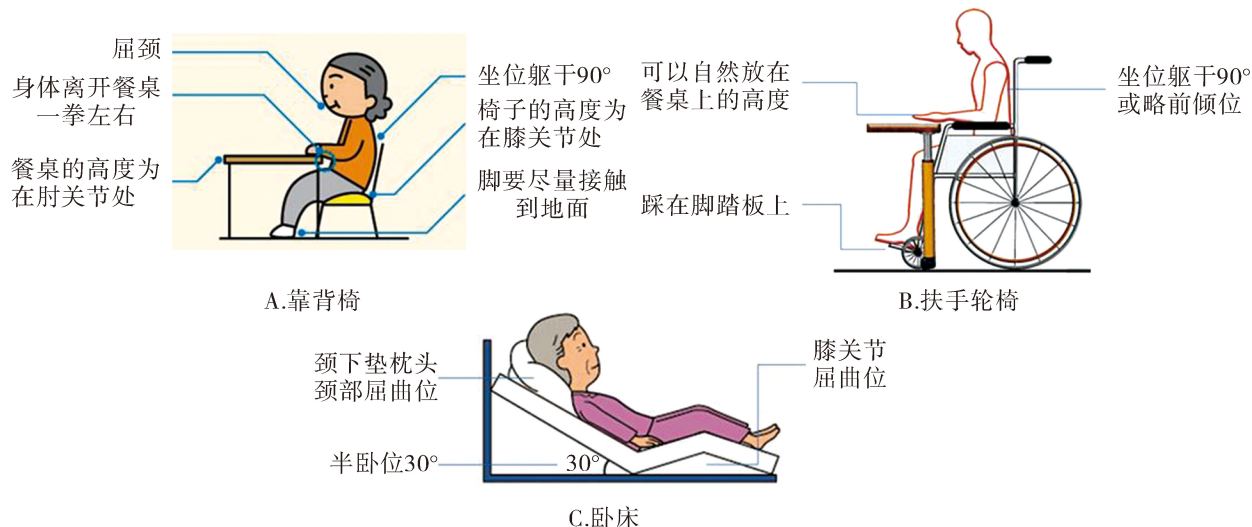 屈颈
身体离开餐桌
一拳左右
餐桌的高度为
在肘关节处
坐位躯干90°
椅子的高度为
在膝关节处
脚要尽量接触
到地面
A.靠背椅
可以自然放在
餐桌上的高度
踩在脚踏板上
坐位躯干90°
或略前倾位
B.扶手轮椅
颈下垫枕头
颈部屈曲位
半卧位30°
30°
膝关节
屈曲位
C.卧床